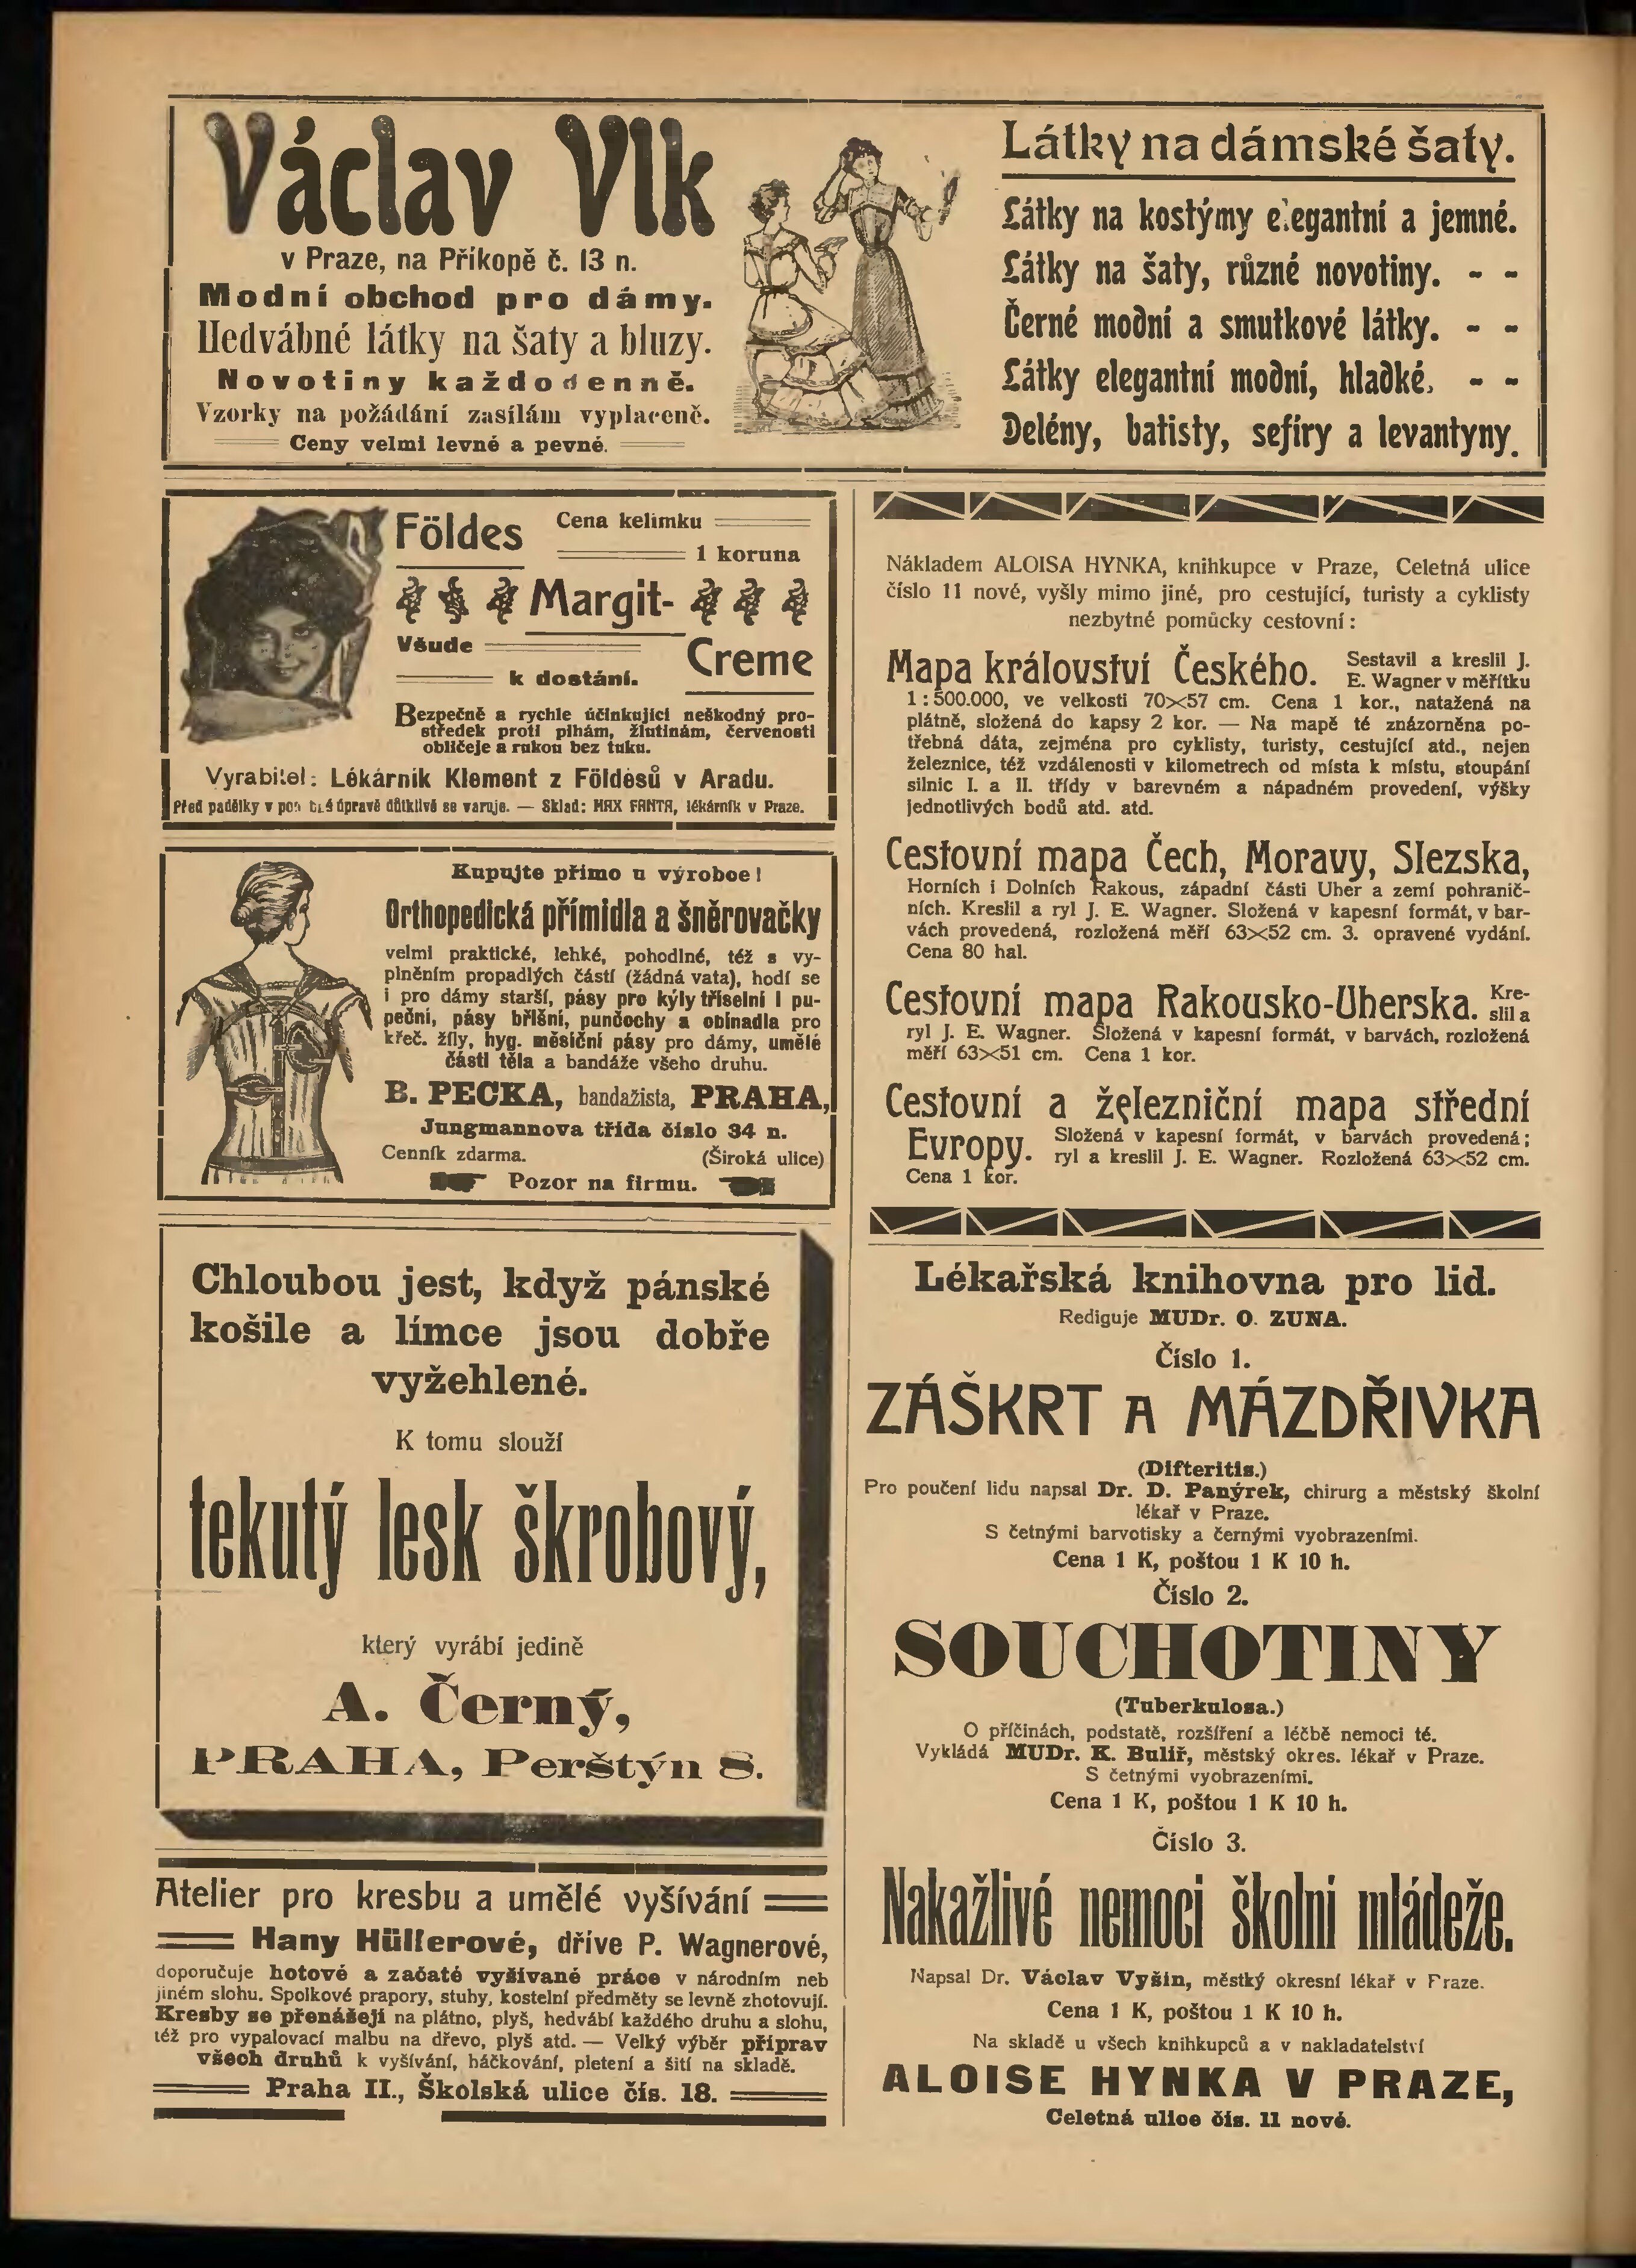 Václav Vlk
v Praze, na Příkopě č. 13 n.
Modní obchod pro dámy.
Hedvábné látky na šaty a bluzy.
Novotiny každodenně.
Vzorky na požádání zasílám vyplaceně.
Ceny velmi levné a pevné.
Látky na dámské šaty.
Látky na kostýmy elegantní a jemné.
Látky na šaty, různé novotiny. - -
Černé modní a smutkové látky. - -
Látky elegantní modní, hladké, - -
Delény, batisty, sefiry a levantyny.
Földes
Cena kelímku
1 koruna
Margit-
Všude
Creme
k dostání.
Bezpečně a rychle účinkující neškodný pro-
středek proti pihám, žlutinám, červenosti
obličeje a rukou bez tuku.
Vyrabitel: Lékárník Klement z Földesů v Aradu.
Před padělky v úpravě důtklivě se varuje. — Sklad: MAX FANTA, lékárník v Praze.
Kupujte přímo u výrobce!
Orthopedická přímidla a šněrovačky
velmi praktické, lehké, pohodlné, též s vy-
plněním propadlých částí (žádná vata), hodí se
i pro dámy starší, pásy pro kýly tříselní i pu-
peční, pásy břišní, punčochy a obinadla pro
křeč. žíly, hyg. měsíční pásy pro dámy, umělé
části těla a bandáže všeho druhu.
B. PECKA, bandažista, PRAHA,
Jungmannova třída číslo 34 n.
Cenník zdarma. (Široká ulice)
Pozor na firmu.
Chloubou jest, když pánské
košile a límce jsou dobře
vyžehlené.
K tomu slouží
tekutý lesk škrobový,
který vyrábí jedině
A. Černý,
PRAHA, Perštýn 8.
Atelier pro kresbu a umělé vyšívání
Hany Hüllerové, dříve P. Wagnerové,
doporučuje hotové a začaté vyšívané práce v národním neb
jiném slohu. Spolkové prapory, stuhy, kostelní předměty se levně zhotovují.
Kresby se přenášejí na plátno, plyš, hedvábí každého druhu a slohu,
též pro vypalovací malbu na dřevo, plyš atd. — Velký výběr příprav
všech druhů k vyšívání, háčkování, pletení a šití na skladě.
Praha II., Školská ulice čís. 18.
Nákladem ALOISA HYNKA, knihkupce v Praze, Celetná ulice
číslo 11 nové, vyšly mimo jiné, pro cestující, turisty a cyklisty
nezbytné pomůcky cestovní:
Mapa království Českého. Sestavil a kreslil J.
E. Wagner v měřítku
1:500.000, ve velkosti 70×57 cm. Cena 1 kor., natažená na
plátně, složená do kapsy 2 kor. — Na mapě té znázorněna po-
třebná dáta, zejména pro cyklisty, turisty, cestující atd., nejen
železnice, též vzdálenosti v kilometrech od místa k místu, stoupání
silnic I. a II. třídy v barevném a nápadném provedení, výšky
jednotlivých bodů atd. atd.
Cestovní mapa Čech, Moravy, Slezska,
Horních i Dolních Rakous, západní části Uher a zemí pohranič-
ních. Kreslil a ryl J. E. Wagner. Složená v kapesní formát, v bar-
vách provedená, rozložená měří 63×52 cm. 3. opravené vydání.
Cena 80 hal.
Cestovní mapa Rakousko-Uherska. Kre-
slil a
ryl J. E. Wagner. Složená v kapesní formát, v barvách, rozložená
měří 63×51 cm. Cena 1 kor.
Cestovní a železniční mapa střední
Evropy. Složená v kapesní formát, v barvách provedená;
ryl a kreslil J. E. Wagner. Rozložená 63×52 cm.
Cena 1 kor.
Lékařská knihovna pro lid.
Rediguje MUDr. O. ZUNA.
Číslo 1.
ZÁŠKRT A MÁZDŘIVKA
(Difteritis.)
Pro poučení lidu napsal Dr. D. Panýrek, chirurg a městský školní
lékař v Praze.
S četnými barvotisky a černými vyobrazeními.
Cena 1 K, poštou 1 K 10 h.
Číslo 2.
SOUCHOTINY
(Tuberkulosa.)
O příčinách, podstatě, rozšíření a léčbě nemoci té.
Vykládá MUDr. K. Bulíř, městský okres. lékař v Praze.
S četnými vyobrazeními.
Cena 1 K, poštou 1 K 10 h.
Číslo 3.
Nakažlivé nemoci školní mládeže.
Napsal Dr. Václav Vyšín, městký okresní lékař v Praze.
Cena 1 K, poštou 1 K 10 h.
Na skladě u všech knihkupců a v nakladatelství
ALOISE HYNKA V PRAZE,
Celetná ulice čís. 11 nové.